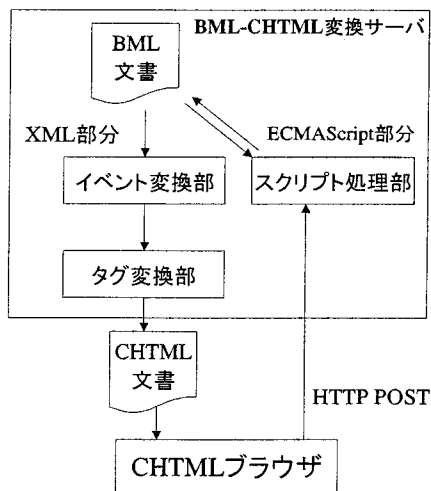 BML-CHTML変換サーバ
BML
文書
XML部分
ECMAScript部分
イベント変換部
スクリプト処理部
タグ変換部
CHTML
文書
HTTP POST
CHTMLブラウザ